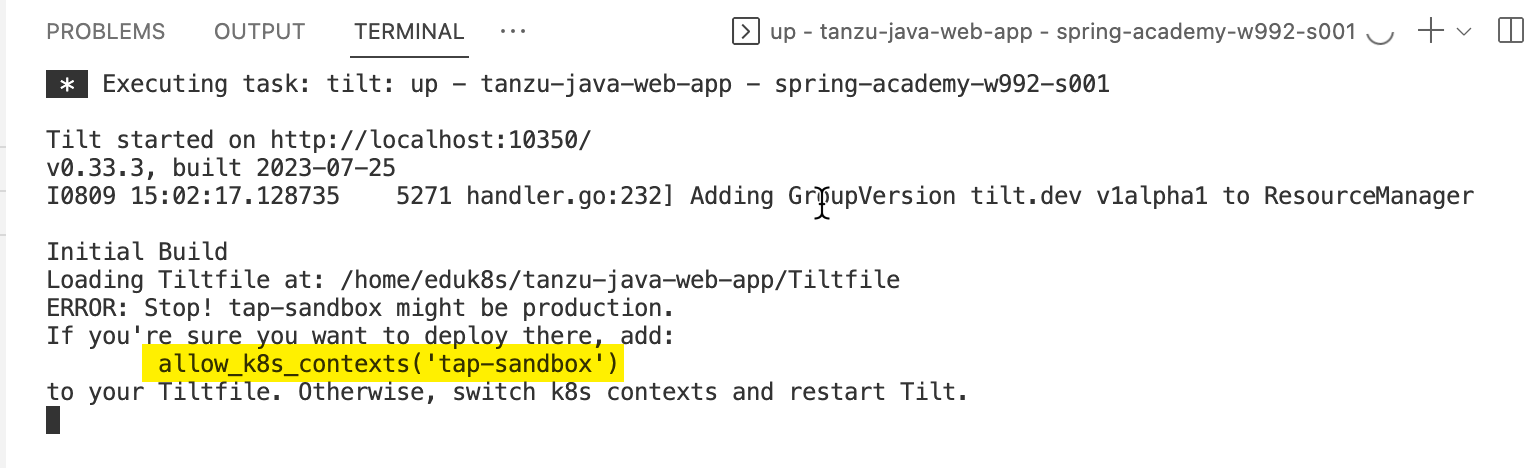 PROBLEMS OUTPUT TERMINAL ... up - tanzu-java-web-app - spring-academy-w992-s001
* Executing task: tilt: up - tanzu-java-web-app - spring-academy-w992-s001
Tilt started on http://localhost:10350/
v0.33.3, built 2023-07-25
I0809 15:02:17.128735    5271 handler.go:232] Adding GroupVersion tilt.dev v1alpha1 to ResourceManager
Initial Build
Loading Tiltfile at: /home/eduk8s/tanzu-java-web-app/Tiltfile
ERROR: Stop! tap-sandbox might be production.
If you're sure you want to deploy there, add:
        allow_k8s_contexts('tap-sandbox')
to your Tiltfile. Otherwise, switch k8s contexts and restart Tilt.